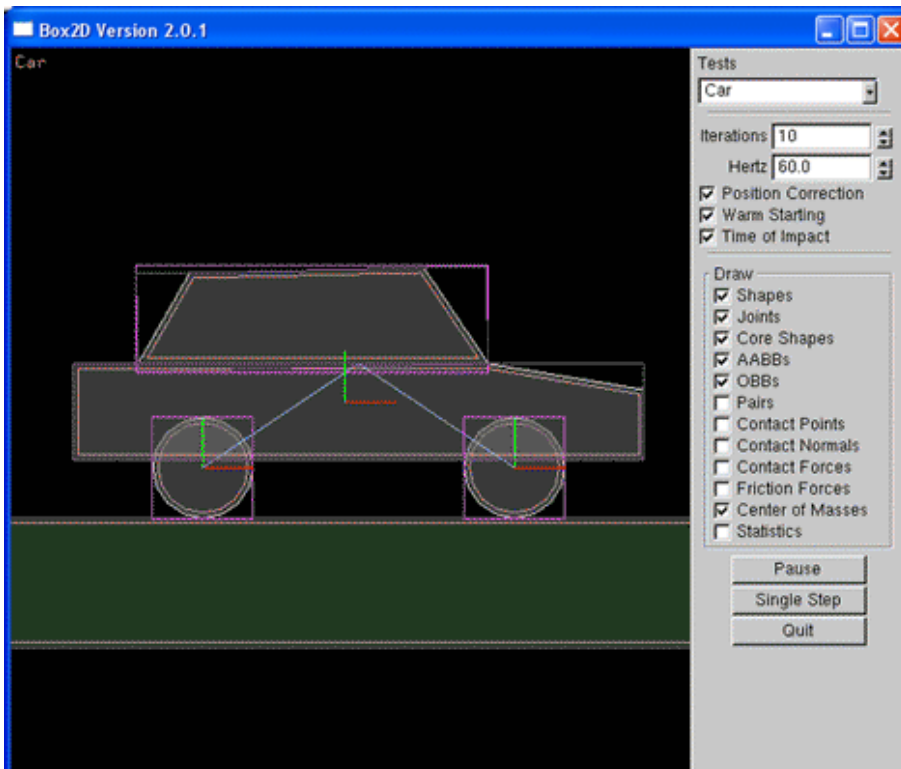 Box2D Version 2.0.1
Car
Tests
Car
Iterations 10
Hertz 60.0
Position Correction
Warm Starting
Time of Impact
Draw
Shapes
Joints
Core Shapes
AABBs
OBBs
Pairs
Contact Points
Contact Normals
Contact Forces
Friction Forces
Center of Masses
Statistics
Pause
Single Step
Quit